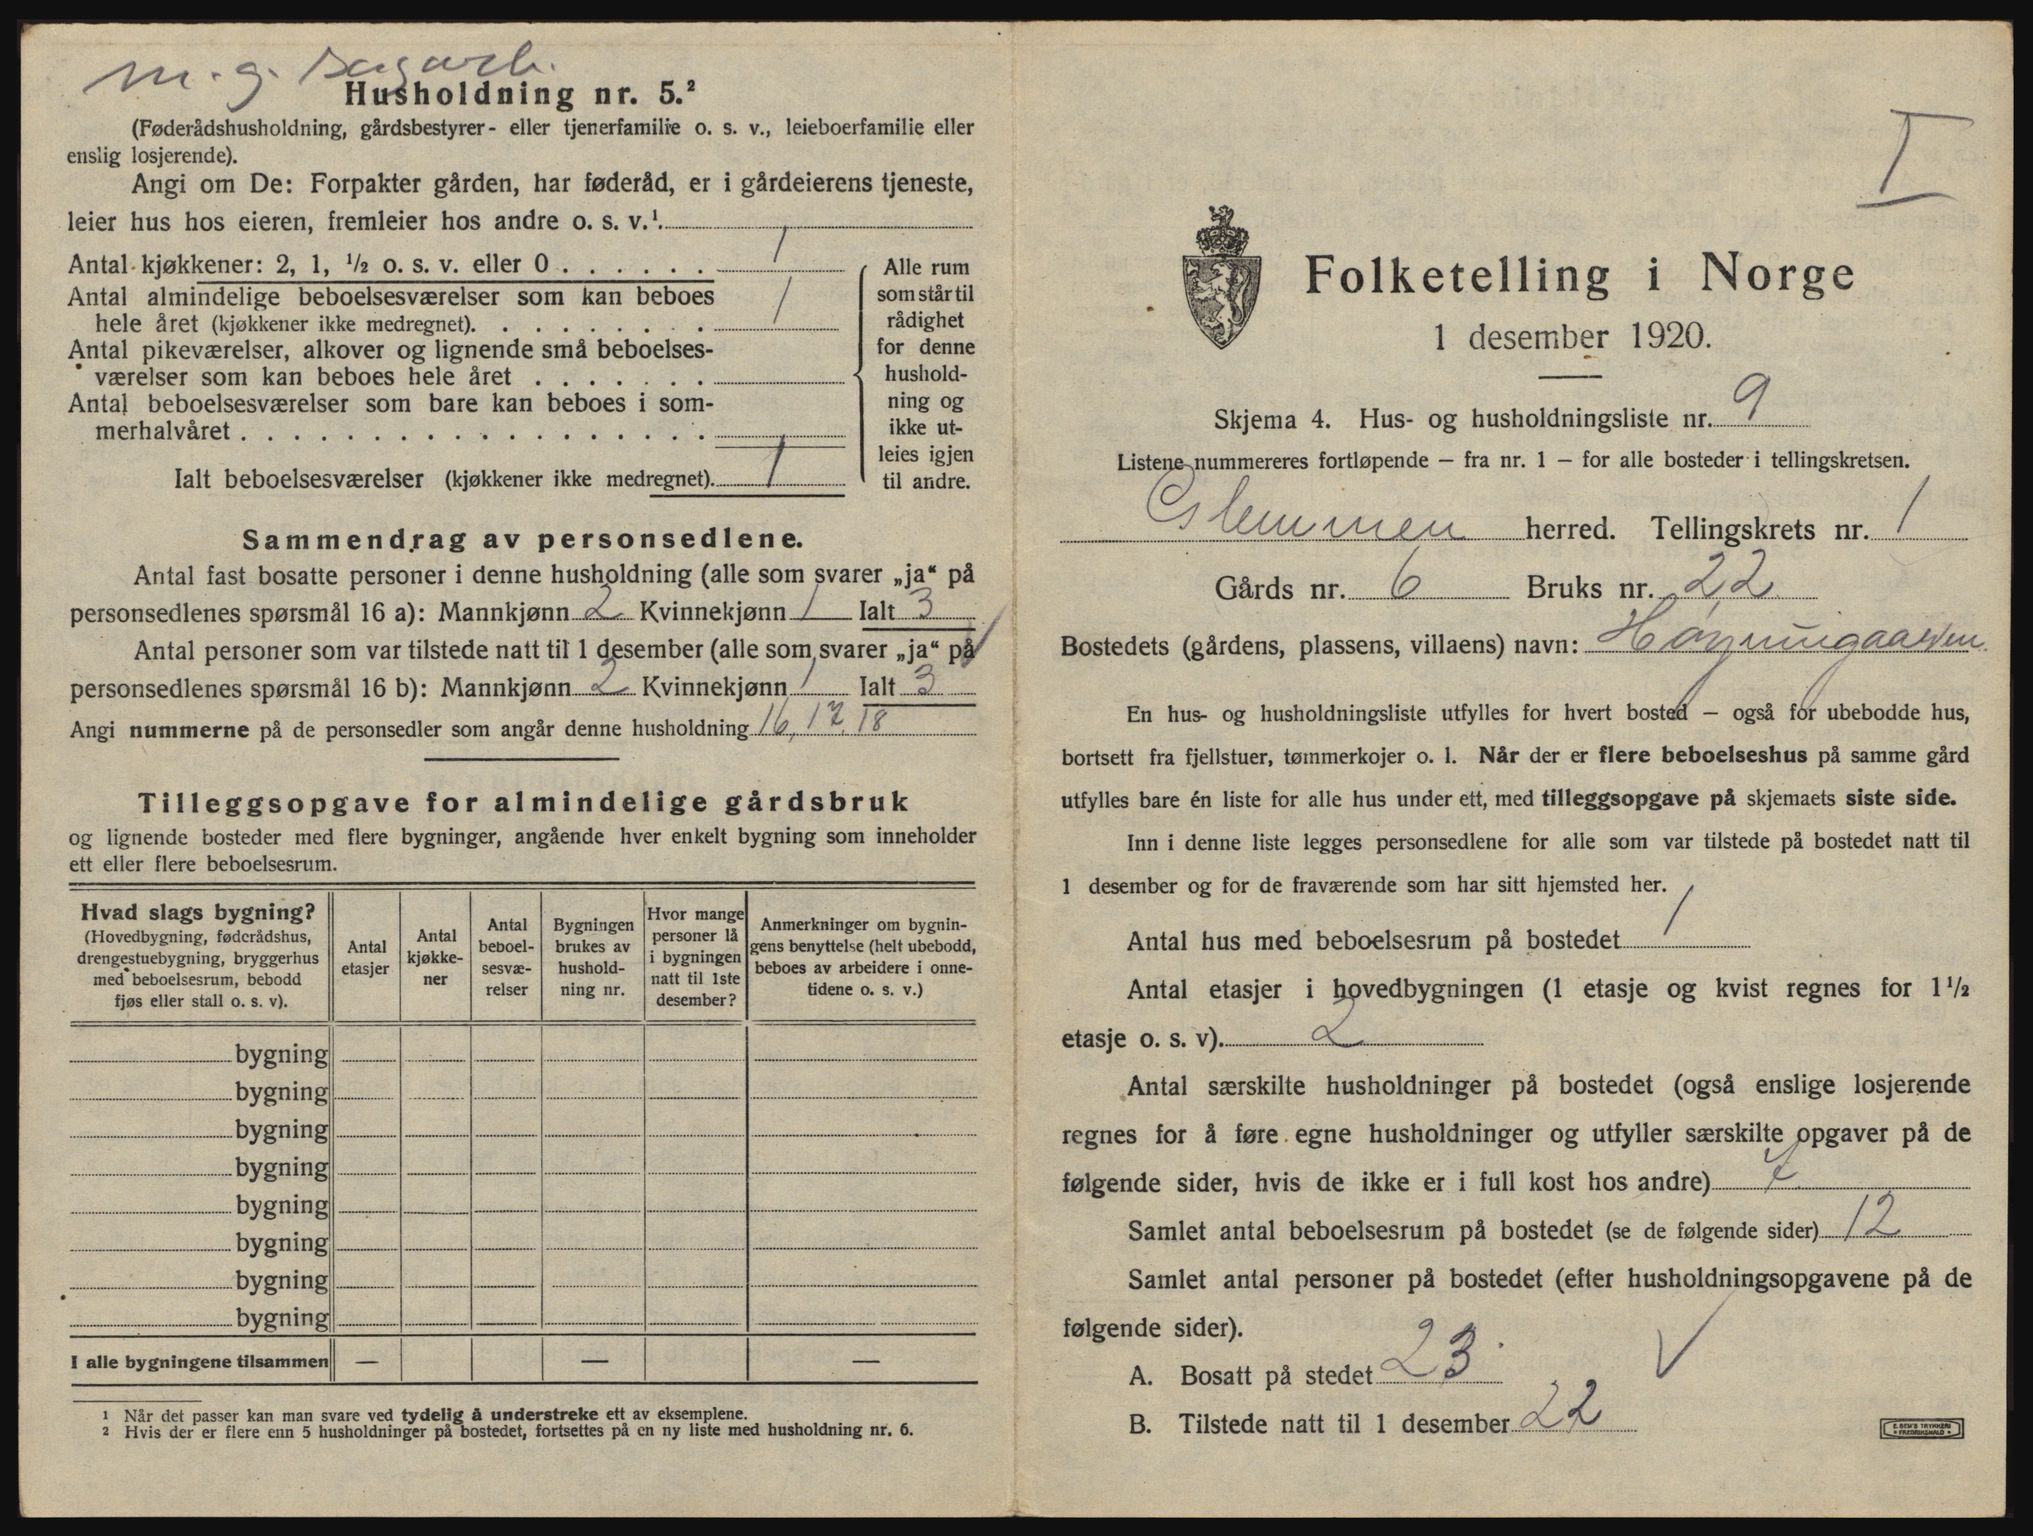 m. g. sagarb.
Husholdning nr. 5.²
(Føderådshusholdning, gårdsbestyrer- eller tjenerfamilie o. s. v., leieboerfamilie eller
enslig losjerende).
Angi om De: Forpakter gården, har føderåd, er i gårdeierens tjeneste,
leier hus hos eieren, fremleier hos andre o. s. v.¹.
Antal kjøkkener: 2, 1, ½ o. s. v. eller 0 . . . . . . 1
Antal almindelige beboelsesværelser som kan beboes
hele året (kjøkkener ikke medregnet). . . . . . . . . 1
Antal pikeværelser, alkover og lignende små beboelses-
værelser som kan beboes hele året . . . . . . .
Antal beboelsesværelser som bare kan beboes i som-
merhalvåret . . . . . . . . . . . . . . . . . .
Ialt beboelsesværelser (kjøkkener ikke medregnet). 1
Alle rum
som står til
rådighet
for denne
hushold-
ning og
ikke ut-
leies igjen
til andre.
Sammendrag av personsedlene.
Antal fast bosatte personer i denne husholdning (alle som svarer „ja“ på
personsedlenes spørsmål 16 a): Mannkjønn 2 Kvinnekjønn 1 Ialt 3
Antal personer som var tilstede natt til 1 desember (alle som svarer „ja“ på
personsedlenes spørsmål 16 b): Mannkjønn 2 Kvinnekjønn 1 Ialt 3
Angi nummerne på de personsedler som angår denne husholdning 16, 17, 18
Tilleggsopgave for almindelige gårdsbruk
og lignende bosteder med flere bygninger, angående hver enkelt bygning som inneholder
ett eller flere beboelsesrum.
Hvad slags bygning?
(Hovedbygning, føderådshus,
drengestuebygning, bryggerhus
med beboelsesrum, bebodd
fjøs eller stall o. s. v).
Antal
etasjer
Antal
kjøkke-
ner
Antal
beboel-
sesvæ-
relser
Bygningen
brukes av
hushold-
ning nr.
Hvor mange
personer lå
i bygningen
natt til 1ste
desember?
Anmerkninger om bygnin-
gens benyttelse (helt ubebodd,
beboes av arbeidere i onne-
tidene o. s. v.)
bygning
bygning
bygning
bygning
bygning
bygning
bygning
bygning
I alle bygningene tilsammen — — —
¹ Når det passer kan man svare ved tydelig å understreke ett av eksemplene.
² Hvis der er flere enn 5 husholdninger på bostedet, fortsettes på en ny liste med husholdning nr. 6.
I
Folketelling i Norge
1 desember 1920.
Skjema 4. Hus- og husholdningsliste nr. 9
Listene nummereres fortløpende – fra nr. 1 – for alle bosteder i tellingskretsen.
Glemmen herred. Tellingskrets nr. 1
Gårds nr. 6 Bruks nr. 22
Bostedets (gårdens, plassens, villaens) navn:
En hus- og husholdningsliste utfylles for hvert bosted – også for ubebodde hus,
bortsett fra fjellstuer, tømmerkojer o. l. Når der er flere beboelseshus på samme gård
utfylles bare én liste for alle hus under ett, med tilleggsopgave på skjemaets siste side.
Inn i denne liste legges personsedlene for alle som var tilstede på bostedet natt til
1 desember og for de fraværende som har sitt hjemsted her.
Antal hus med beboelsesrum på bostedet 1
Antal etasjer i hovedbygningen (1 etasje og kvist regnes for 1½
etasje o. s. v). 2
Antal særskilte husholdninger på bostedet (også enslige losjerende
regnes for å føre egne husholdninger og utfyller særskilte opgaver på de
følgende sider, hvis de ikke er i full kost hos andre) 7
Samlet antal beboelsesrum på bostedet (se de følgende sider) 12
Samlet antal personer på bostedet (efter husholdningsopgavene på de
følgende sider).
A. Bosatt på stedet 23
B. Tilstede natt til 1 desember 22